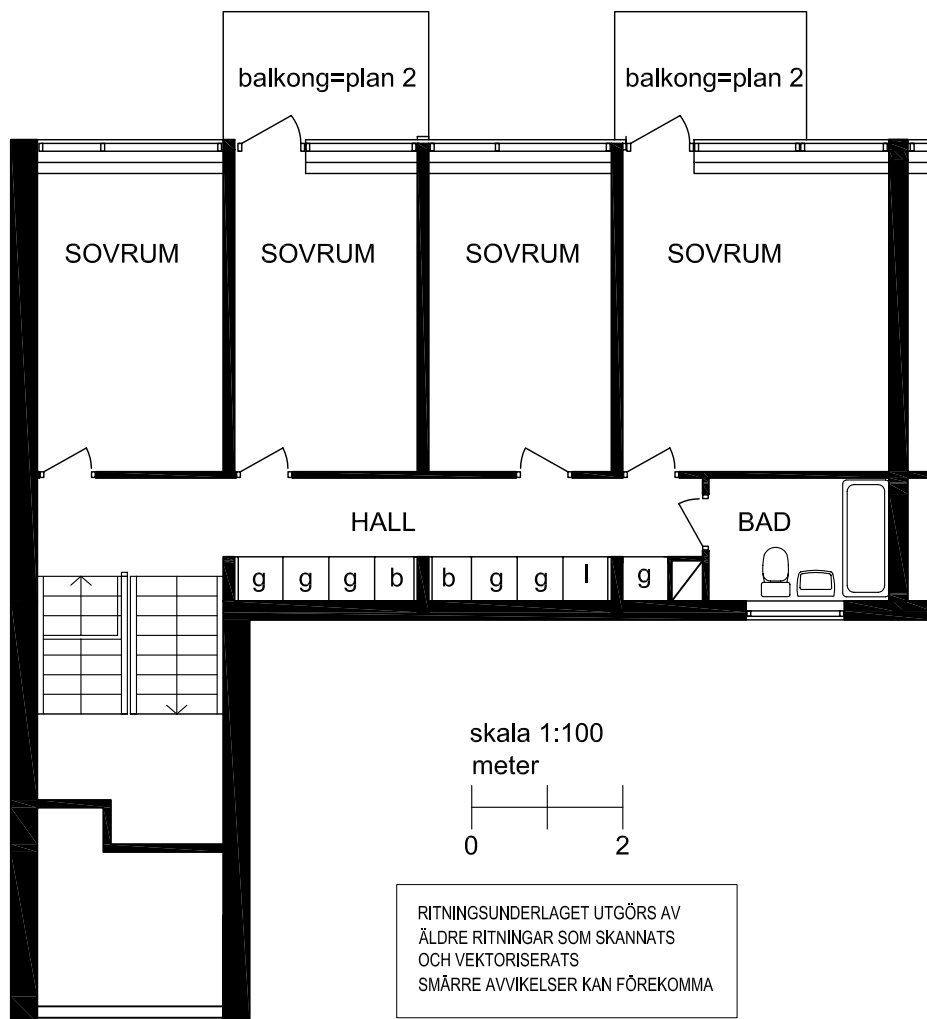 balkong=plan 2 balkong=plan 2
SOVRUM SOVRUM SOVRUM SOVRUM
HALL BAD
g g g b b g g l g
skala 1:100
meter
0 2
RITNINGSUNDERLAGET UTGÖRS AV
ÄLDRE RITNINGAR SOM SKANNATS
OCH VEKTORISERATS
SMÄRRE AVVIKELSER KAN FÖREKOMMA